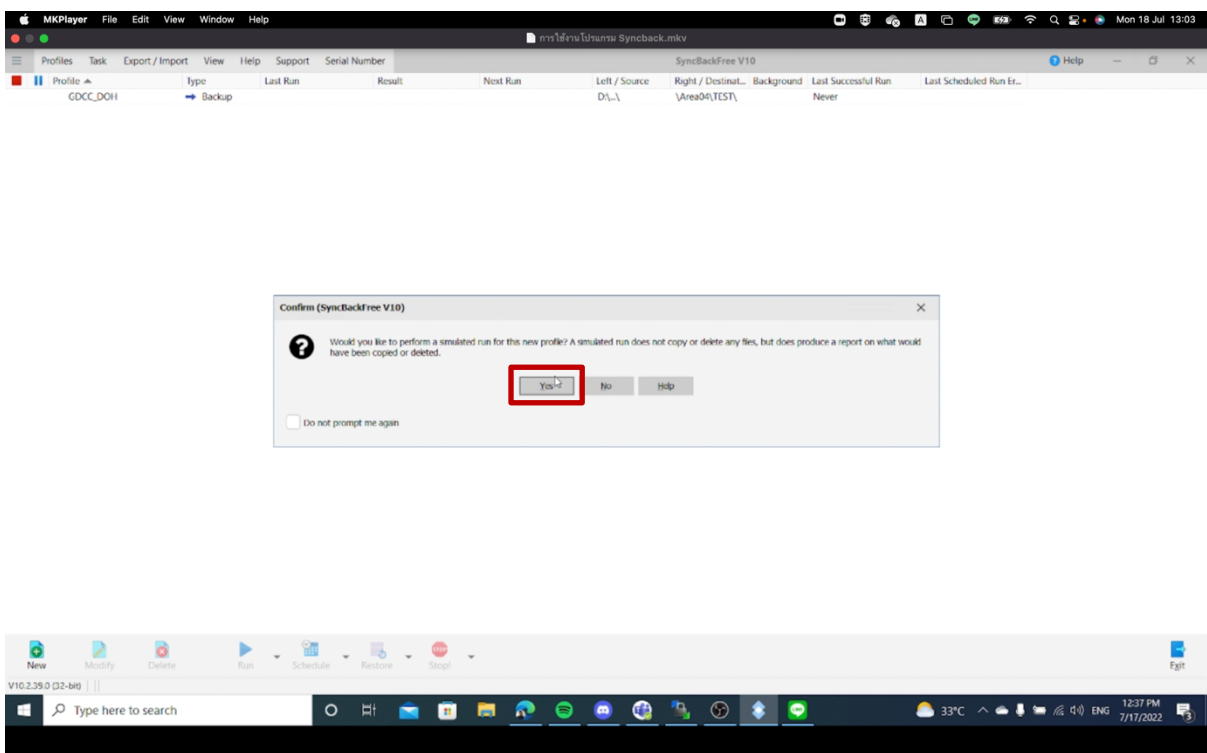 MKPlayer File Edit View Window Help A Mon 18 Jul 13:03
การใช้งานโปรแกรม Syncback.mkv
Profiles Task Export / Import View Help Support Serial Number SyncBackFree V10 Help
Profile Type Last Run Result Next Run Left / Source Right / Destinat... Background Last Successful Run Last Scheduled Run Er...
GDCC_DOH Backup D:\...\ \Area04\TEST\ Never
Confirm (SyncBackFree V10)
Would you like to perform a simulated run for this new profile? A simulated run does not copy or delete any files, but does produce a report on what would
have been copied or deleted.
Yes No Help
Do not prompt me again
New Modify Delete Run Schedule Restore Stop! Exit
V10.2.39.0 (32-bit)
Type here to search 33°C ENG 12:37 PM
7/17/2022